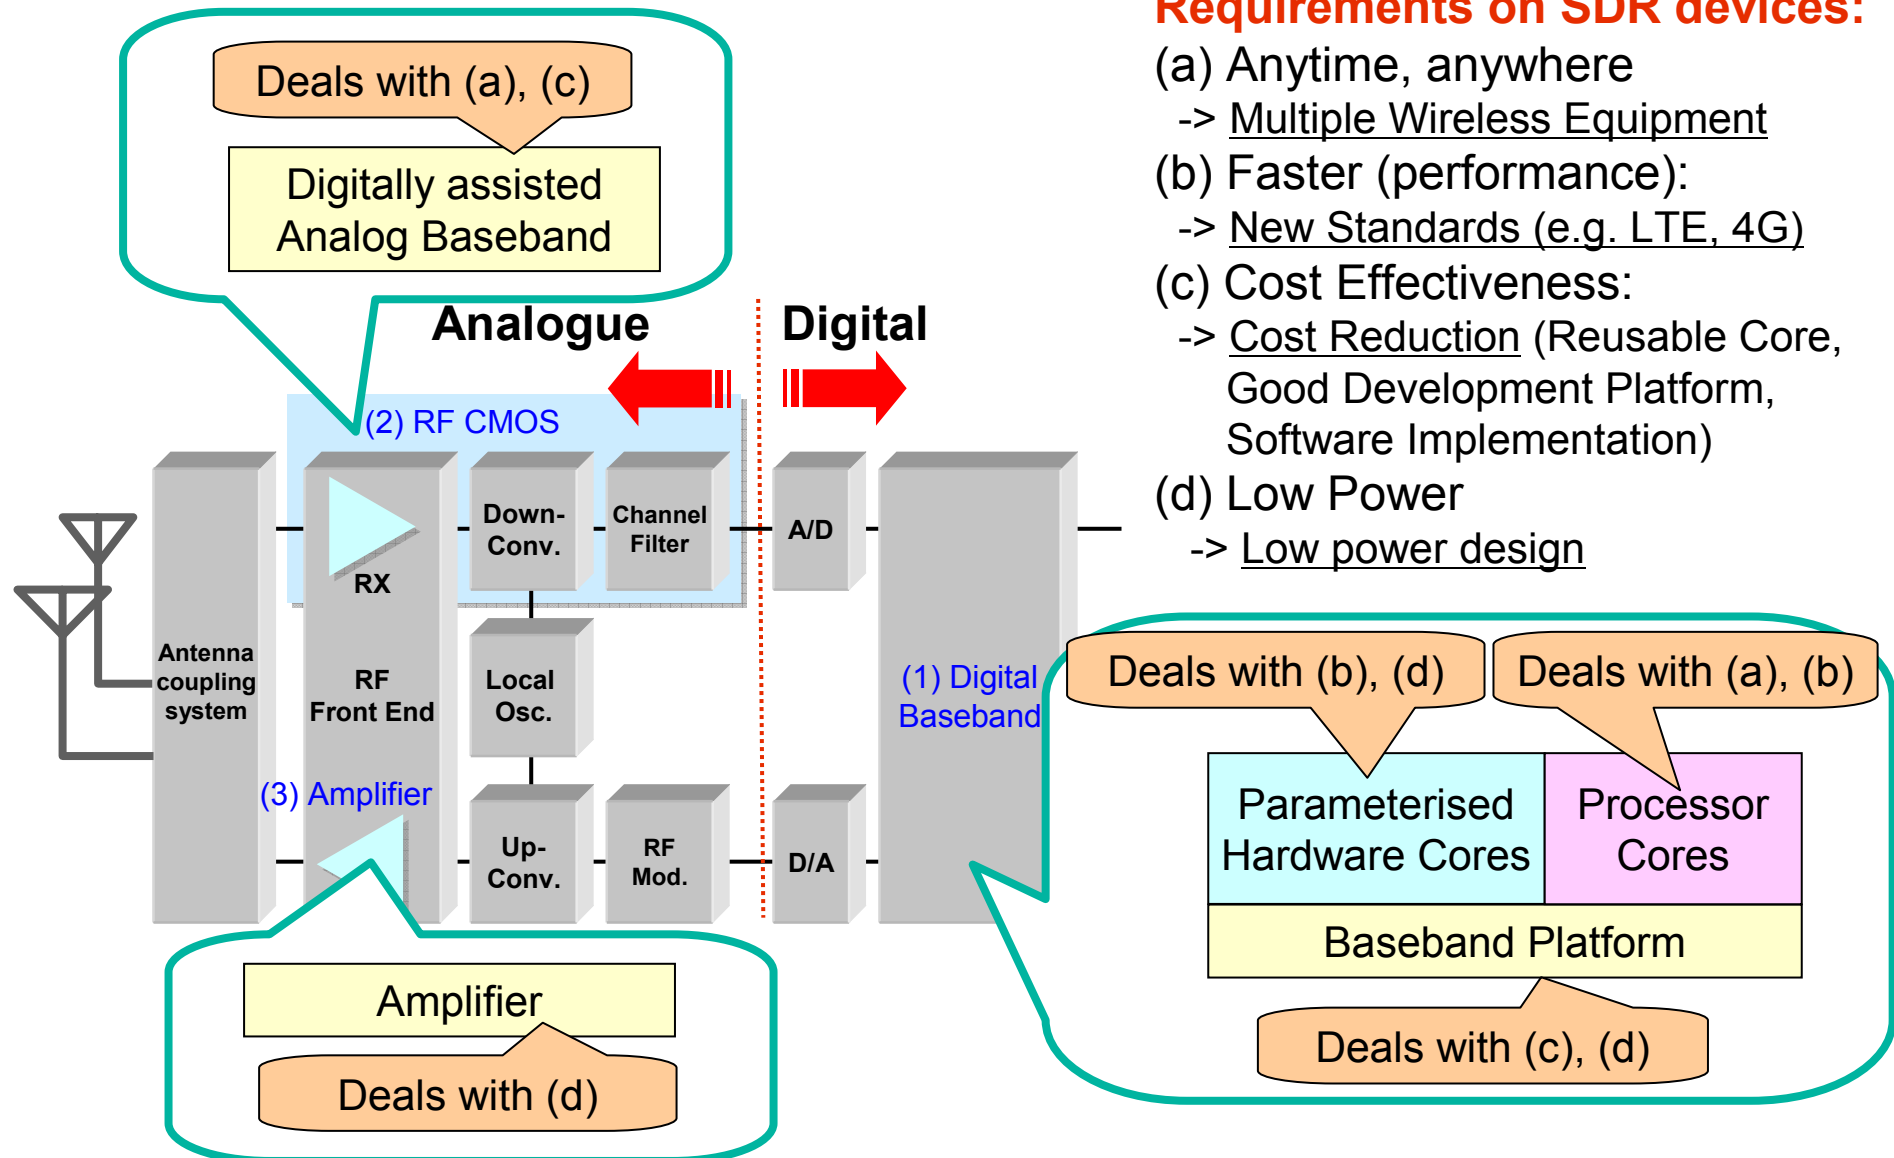 Requirements on SDR devices:
(a) Anytime, anywhere
-> Multiple Wireless Equipment
(b) Faster (performance):
-> New Standards (e.g. LTE, 4G)
(c) Cost Effectiveness:
-> Cost Reduction (Reusable Core,
Good Development Platform,
Software Implementation)
(d) Low Power
-> Low power design
Deals with (a), (c)
Digitally assisted
Analog Baseband
Analogue
Digital
(2) RF CMOS
Down-
Conv.
Channel
Filter
A/D
RX
Antenna
coupling
system
RF
Front End
Local
Osc.
(1) Digital
Baseband
(3) Amplifier
Up-
Conv.
RF
Mod.
D/A
Amplifier
Deals with (d)
Deals with (b), (d)
Deals with (a), (b)
Parameterised
Hardware Cores
Processor
Cores
Baseband Platform
Deals with (c), (d)